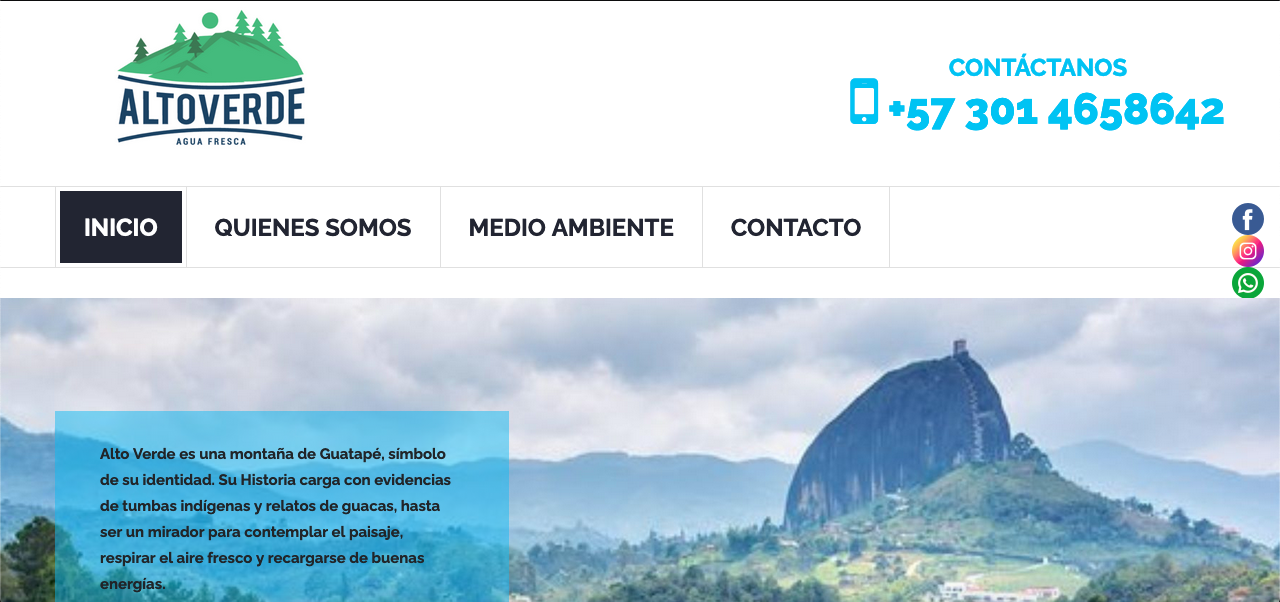 ALTOVERDE
AGUA FRESCA
CONTÁCTANOS
+57 301 4658642
INICIO
QUIENES SOMOS
MEDIO AMBIENTE
CONTACTO
Alto Verde es una montaña de Guatapé, símbolo
de su identidad. Su Historia carga con evidencias
de tumbas indígenas y relatos de guacas, hasta
ser un mirador para contemplar el paisaje,
respirar el aire fresco y recargarse de buenas
energías.